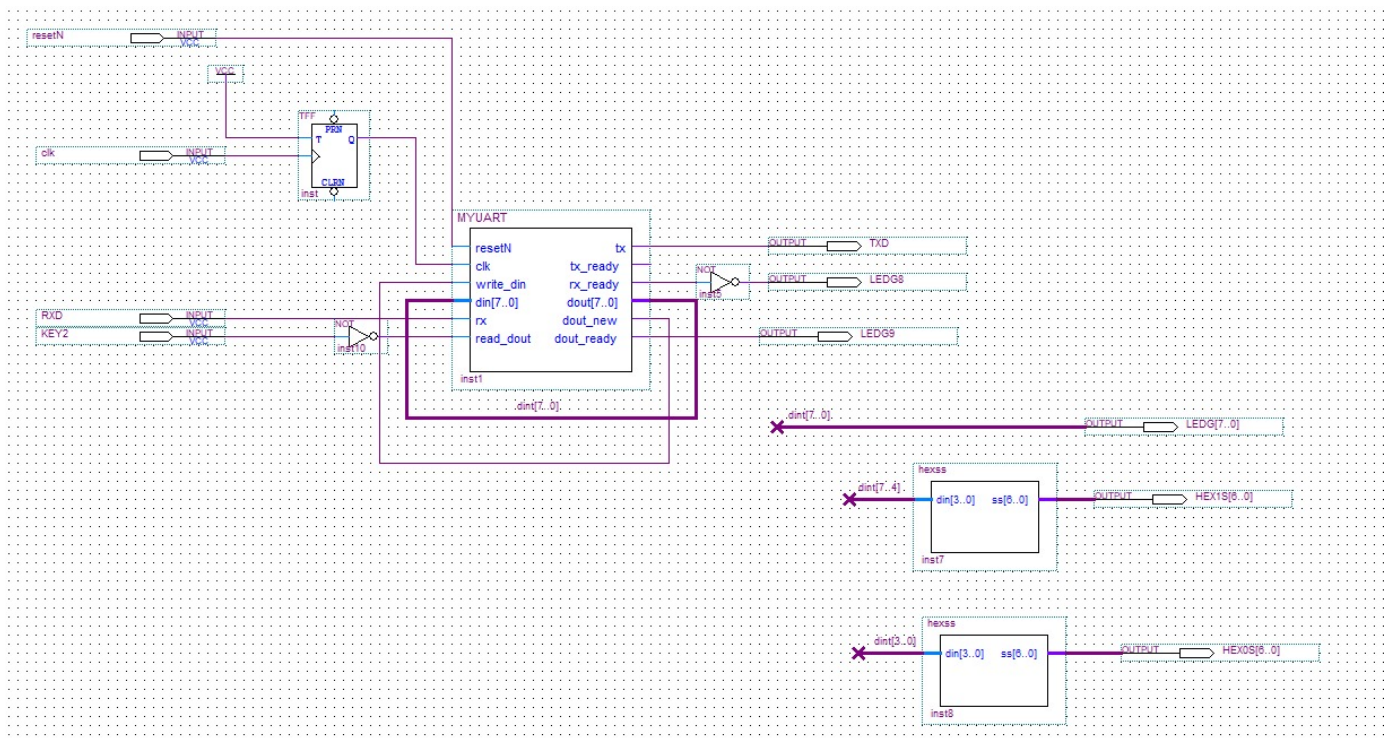 resetN INPUT VCC
VCC
TFF
PRN
T Q
clk INPUT VCC
CLRN
inst
MYUART
resetN tx OUTPUT TXD
clk tx_ready
NOT
write_din rx_ready OUTPUT LEDG8
inst5
din[7..0] dout[7..0]
RXD INPUT VCC rx dout_new
NOT
KEY2 INPUT VCC read_dout dout_ready OUTPUT LEDG9
inst10
inst1
dint[7..0]
dint[7..0] OUTPUT LEDG[7..0]
hexss
dint[7..4] din[3..0] ss[6..0] OUTPUT HEX1S[6..0]
inst7
hexss
dint[3..0] din[3..0] ss[6..0] OUTPUT HEX0S[6..0]
inst8